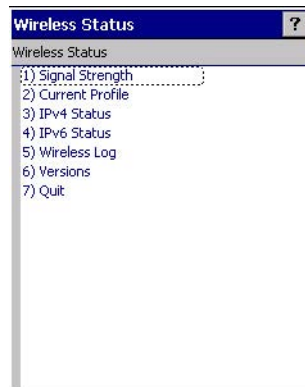 Wireless Status ?
Wireless Status
1) Signal Strength
2) Current Profile
3) IPv4 Status
4) IPv6 Status
5) Wireless Log
6) Versions
7) Quit